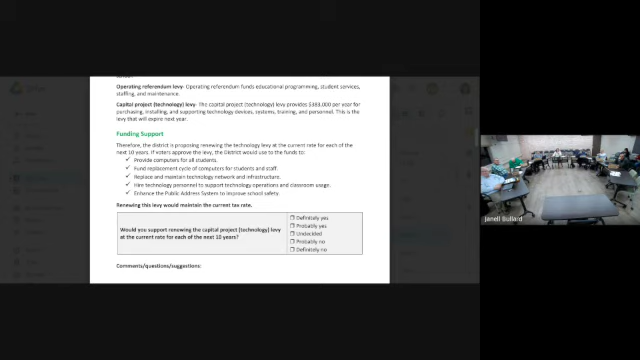 Operating referendum levy- Operating referendum funds educational programming, student services,
staffing, and maintenance.
Capital project (technology) levy- The capital project (technology) levy provides $383,000 per year for
purchasing, installing, and supporting technology devices, systems, training, and personnel. This is the
levy that will expire next year.
Funding Support
Therefore, the district is proposing renewing the technology levy at the current rate for each of the
next 10 years. If voters approve the levy, the District would use to the funds to:
✓ Provide computers for all students.
✓ Fund replacement cycle of computers for students and staff.
✓ Replace and maintain technology network and infrastructure.
✓ Hire technology personnel to support technology operations and classroom usage.
✓ Enhance the Public Address System to improve school safety.
Renewing this levy would maintain the current tax rate.
Would you support renewing the capital project (technology) levy
at the current rate for each of the next 10 years?
❐ Definitely yes
❐ Probably yes
❐ Undecided
❐ Probably no
❐ Definitely no
Comments/questions/suggestions:
Janell Bullard